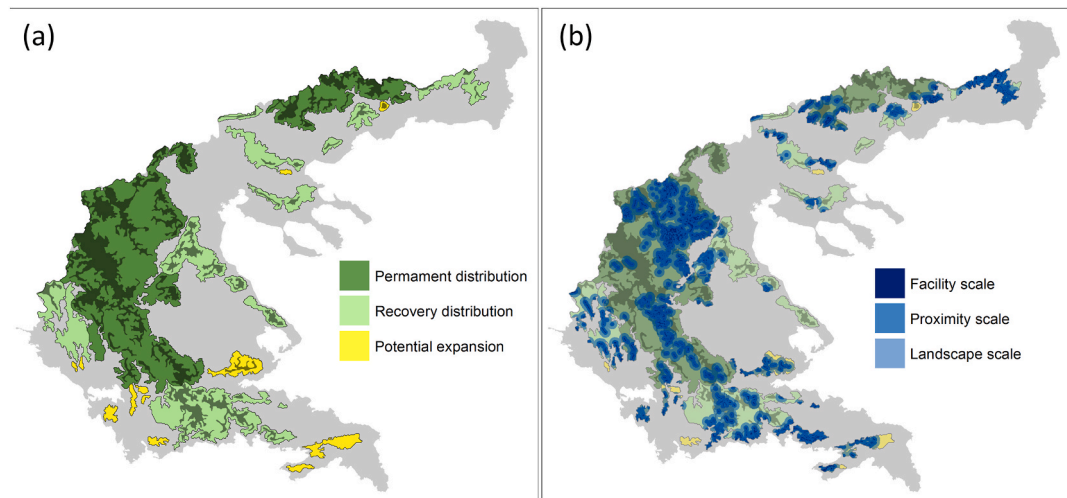 (a)
Permament distribution
Recovery distribution
Potential expansion
(b)
Facility scale
Proximity scale
Landscape scale